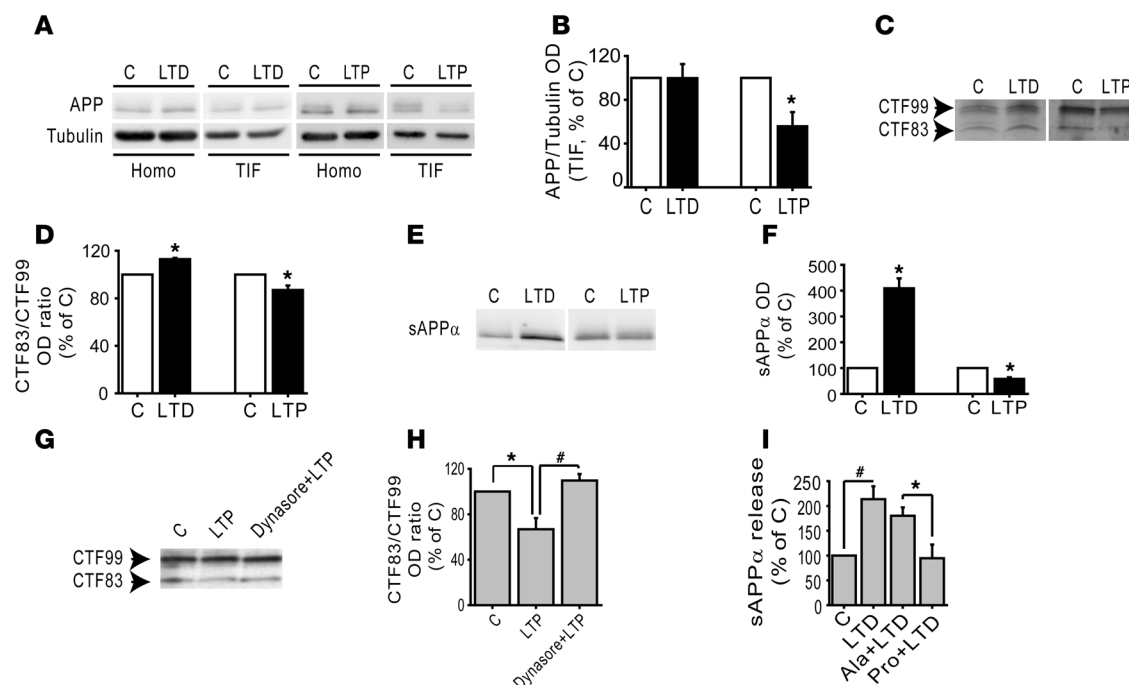 A
C LTD C LTD C LTP C LTP
APP
Tubulin
Homo TIF Homo TIF
B
APP/Tubulin OD
(TIF, % of C)
120
80
40
0
*
C LTD C LTP
C
C LTD C LTP
CTF99
CTF83
D
CTF83/CTF99
OD ratio
(% of C)
120
80
40
0
* *
C LTD C LTP
E
C LTD C LTP
sAPPα
F
sAPPα OD
(% of C)
500
400
300
200
100
0
* *
C LTD C LTP
G
C LTP Dynasore+LTP
CTF99
CTF83
H
CTF83/CTF99
OD ratio
(% of C)
120
80
40
0
* #
C LTP Dynasore+LTP
I
sAPPα release
(% of C)
250
200
150
100
50
0
# *
C LTD Ala+LTD Pro+LTD